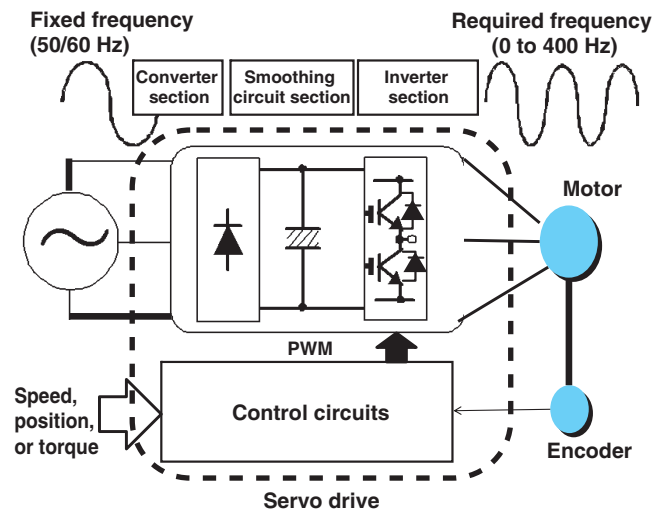 Fixed frequency
(50/60 Hz)
Required frequency
(0 to 400 Hz)
Converter
section
Smoothing
circuit section
Inverter
section
Motor
PWM
Speed,
position,
or torque
Control circuits
Encoder
Servo drive